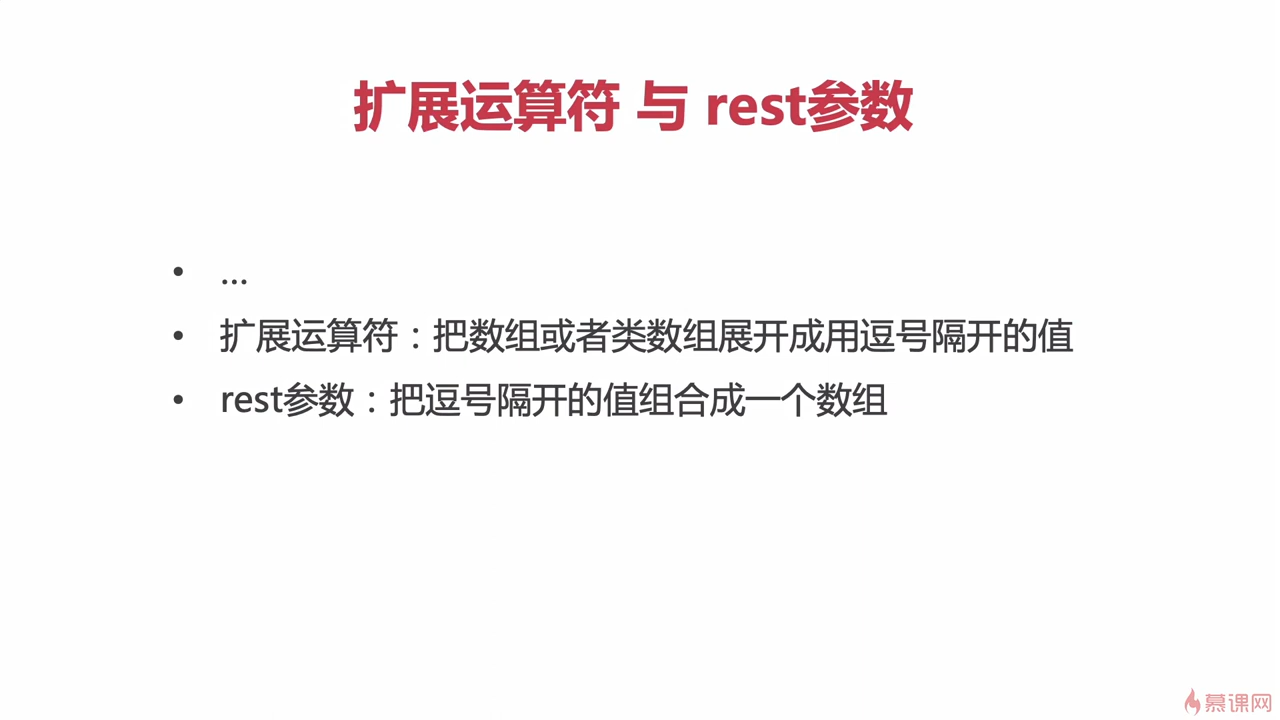 扩展运算符 与 rest参数
• ...
• 扩展运算符：把数组或者类数组展开成用逗号隔开的值
• rest参数：把逗号隔开的值组合成一个数组
慕课网